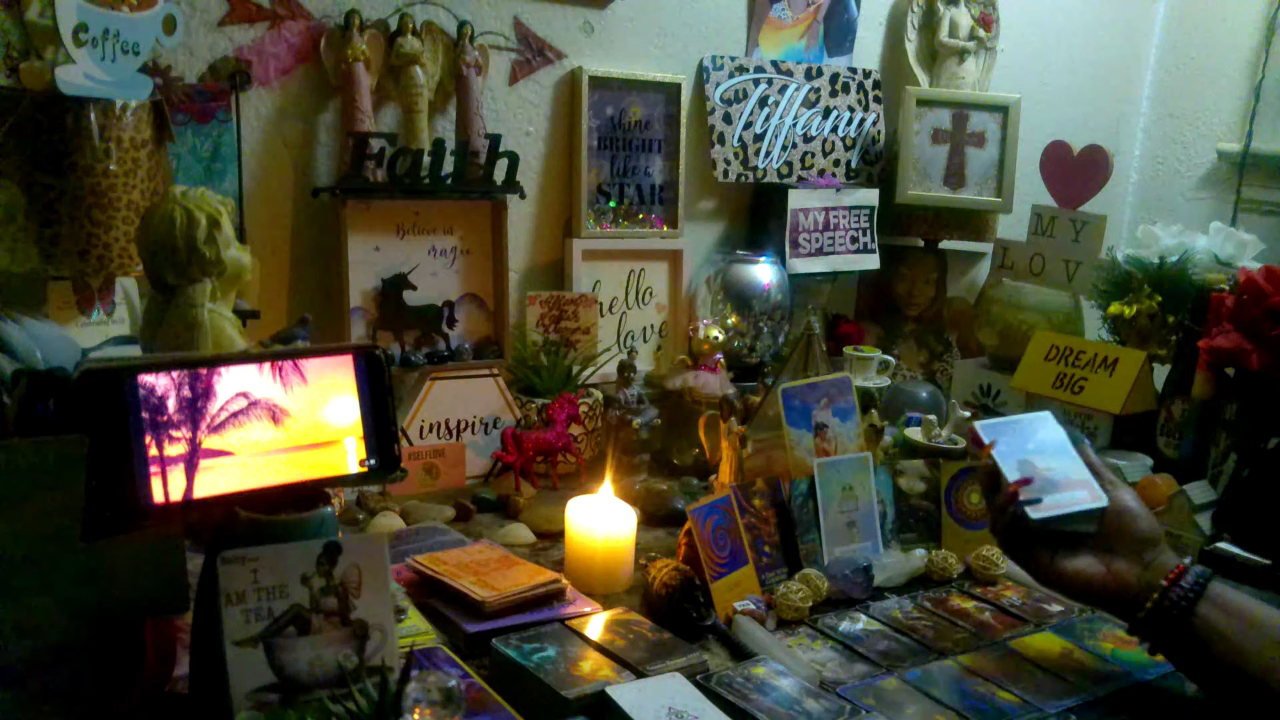 Coffee
Faith
Believe in
magic
shine
BRIGHT
like a
STAR
Tiffany
MY FREE
SPEECH.
hello
love
MY
LOV
DREAM
BIG
inspire
#SELFLOVE
I
AM THE
TEA